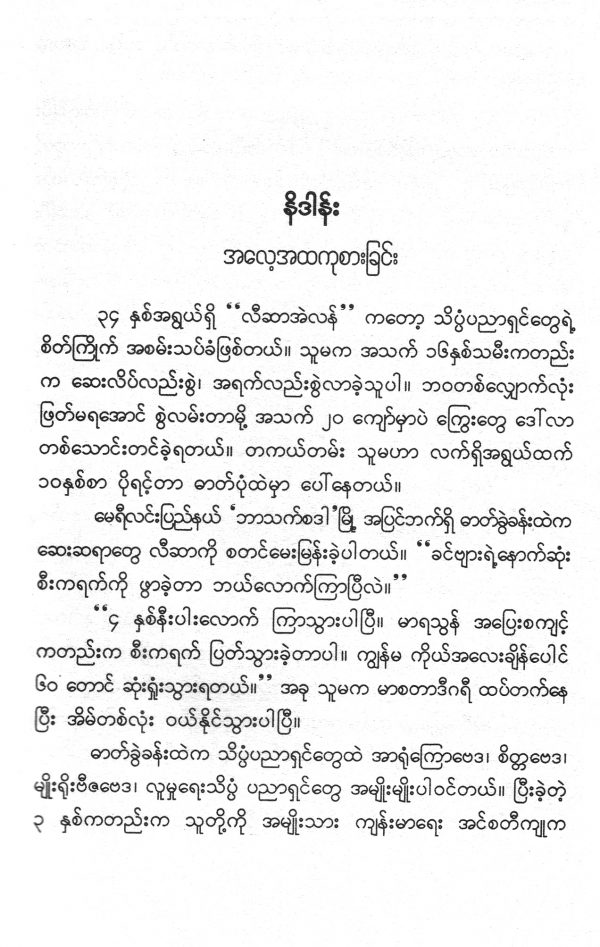 နိဒါန်း
အလေ့အထကုစားခြင်း
၃၄ နှစ်အရွယ်ရှိ “လီဆာအဲလန်” ကတော့ သိပ္ပံပညာရှင်တွေရဲ့
စိတ်ကြိုက် အစမ်းသပ်ခံဖြစ်တယ်။ သူမက အသက် ၁၆နှစ်သမီးကတည်း
က ဆေးလိပ်လည်းစွဲ၊ အရက်လည်းစွဲလာခဲ့သူပါ။ ဘဝတစ်လျှောက်လုံး
ဖြတ်မရအောင် စွဲလမ်းတာမို့ အသက် ၂၀ ကျော်မှာပဲ ကြွေးတွေ ဒေါ်လာ
တစ်သောင်းတင်ခဲ့ရတယ်။ တကယ်တမ်း သူမဟာ လက်ရှိအရွယ်ထက်
၁၀နှစ်စာ ပိုရင့်တာ ဓာတ်ပုံထဲမှာ ပေါ်နေတယ်။
မေရီလင်းပြည်နယ် ‘ဘာသက်စဒါ’မြို့ အပြင်ဘက်ရှိ ဓာတ်ခွဲခန်းထဲက
ဆေးဆရာတွေ လီဆာကို စတင်မေးမြန်းခဲ့ပါတယ်။ “ခင်ဗျားရဲ့နောက်ဆုံး
စီးကရက်ကို ဖွာခဲ့တာ ဘယ်လောက်ကြာပြီလဲ။”
“၄ နှစ်နီးပါးလောက် ကြာသွားပါပြီ။ မာရသွန် အပြေးစကျင့်
ကတည်းက စီးကရက် ပြတ်သွားခဲ့တာပါ။ ကျွန်မ ကိုယ်အလေးချိန်ပေါင်
၆၀ တောင် ဆုံးရှုံးသွားရတယ်။” အခု သူမက မာစတာဒီဂရီ ထပ်တက်နေ
ပြီး အိမ်တစ်လုံး ဝယ်နိုင်သွားပါပြီ။
ဓာတ်ခွဲခန်းထဲက သိပ္ပံပညာရှင်တွေထဲ အာရုံကြောဗေဒ၊ စိတ္တဗေဒ၊
မျိုးရိုးဗီဇဗေဒ၊ လူမှုရေးသိပ္ပံ ပညာရှင်တွေ အမျိုးမျိုးပါဝင်တယ်။ ပြီးခဲ့တဲ့
၃ နှစ်ကတည်းက သူတို့ကို အမျိုးသား ကျန်းမာရေး အင်စတီကျုက